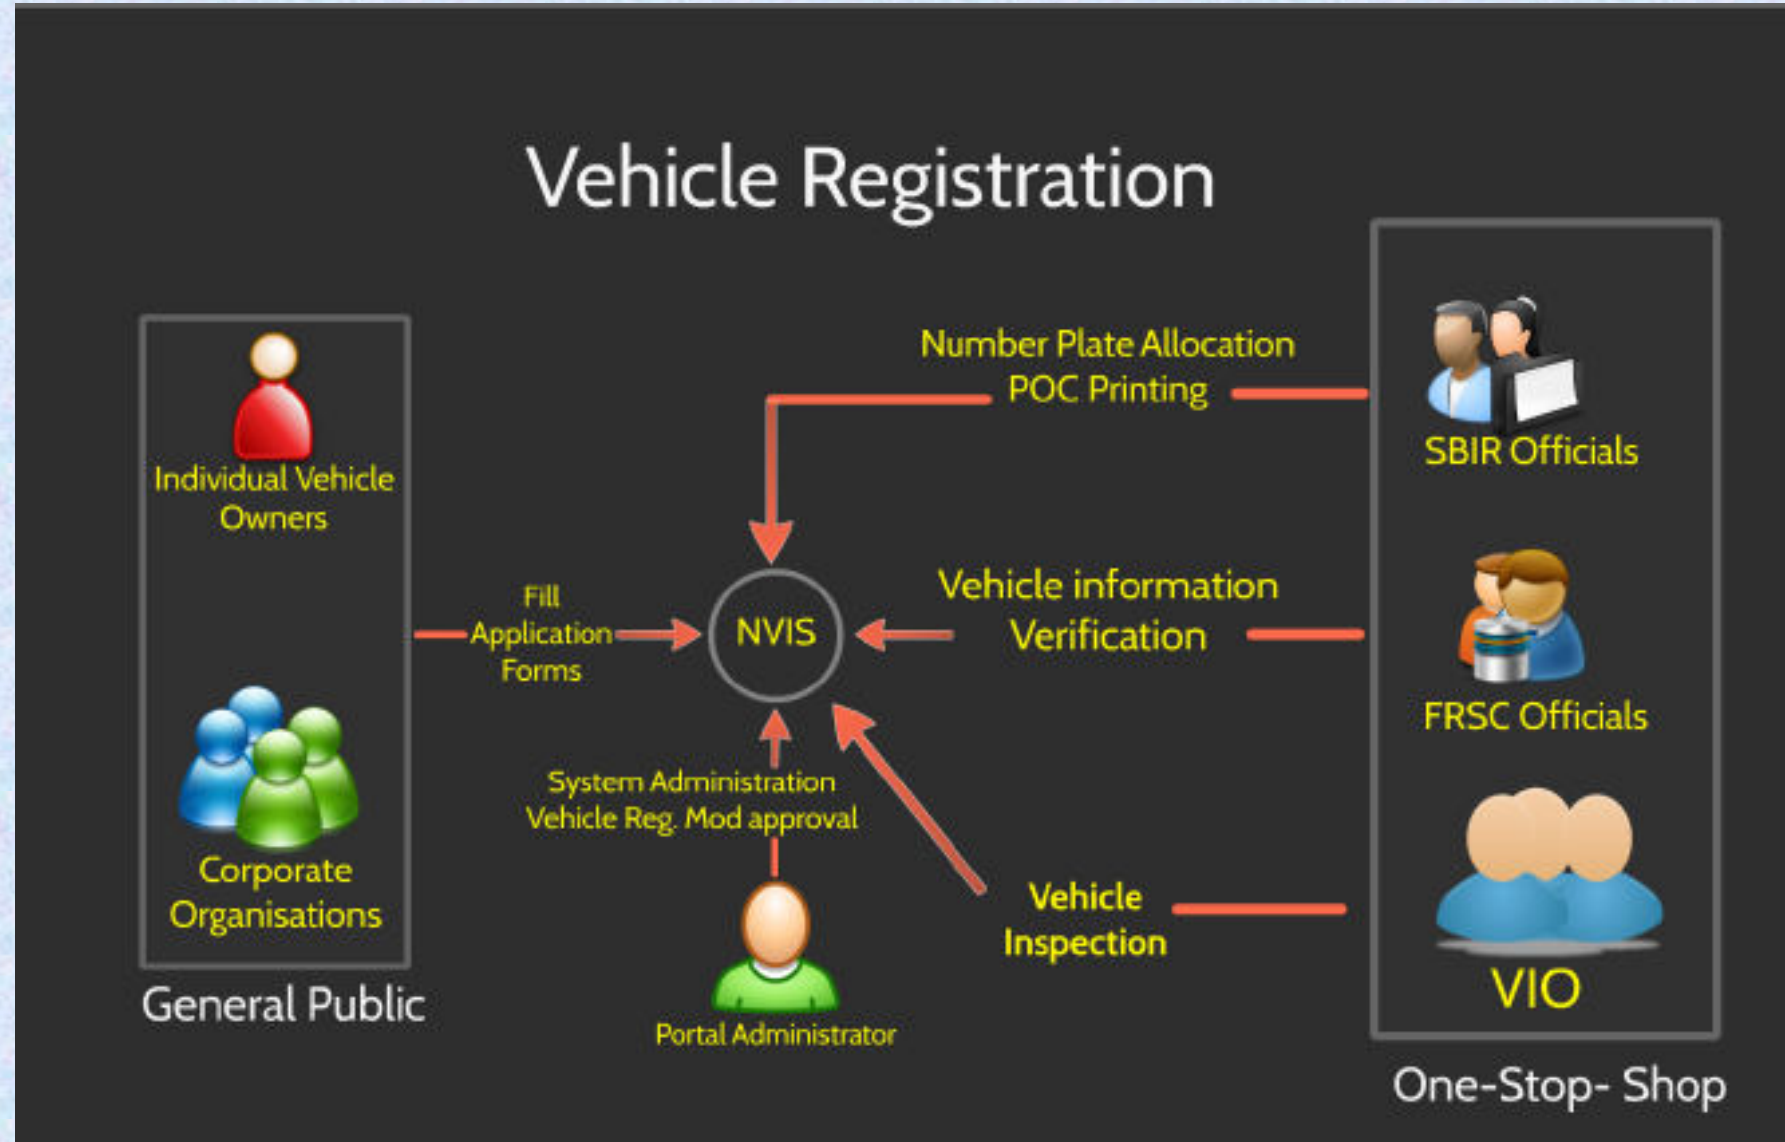 Vehicle Registration
Individual Vehicle
Owners
Corporate
Organisations
General Public
Fill
Application
Forms
NVIS
System Administration
Vehicle Reg. Mod approval
Portal Administrator
Number Plate Allocation
POC Printing
Vehicle information
Verification
Vehicle
Inspection
SBIR Officials
FRSC Officials
VIO
One-Stop- Shop